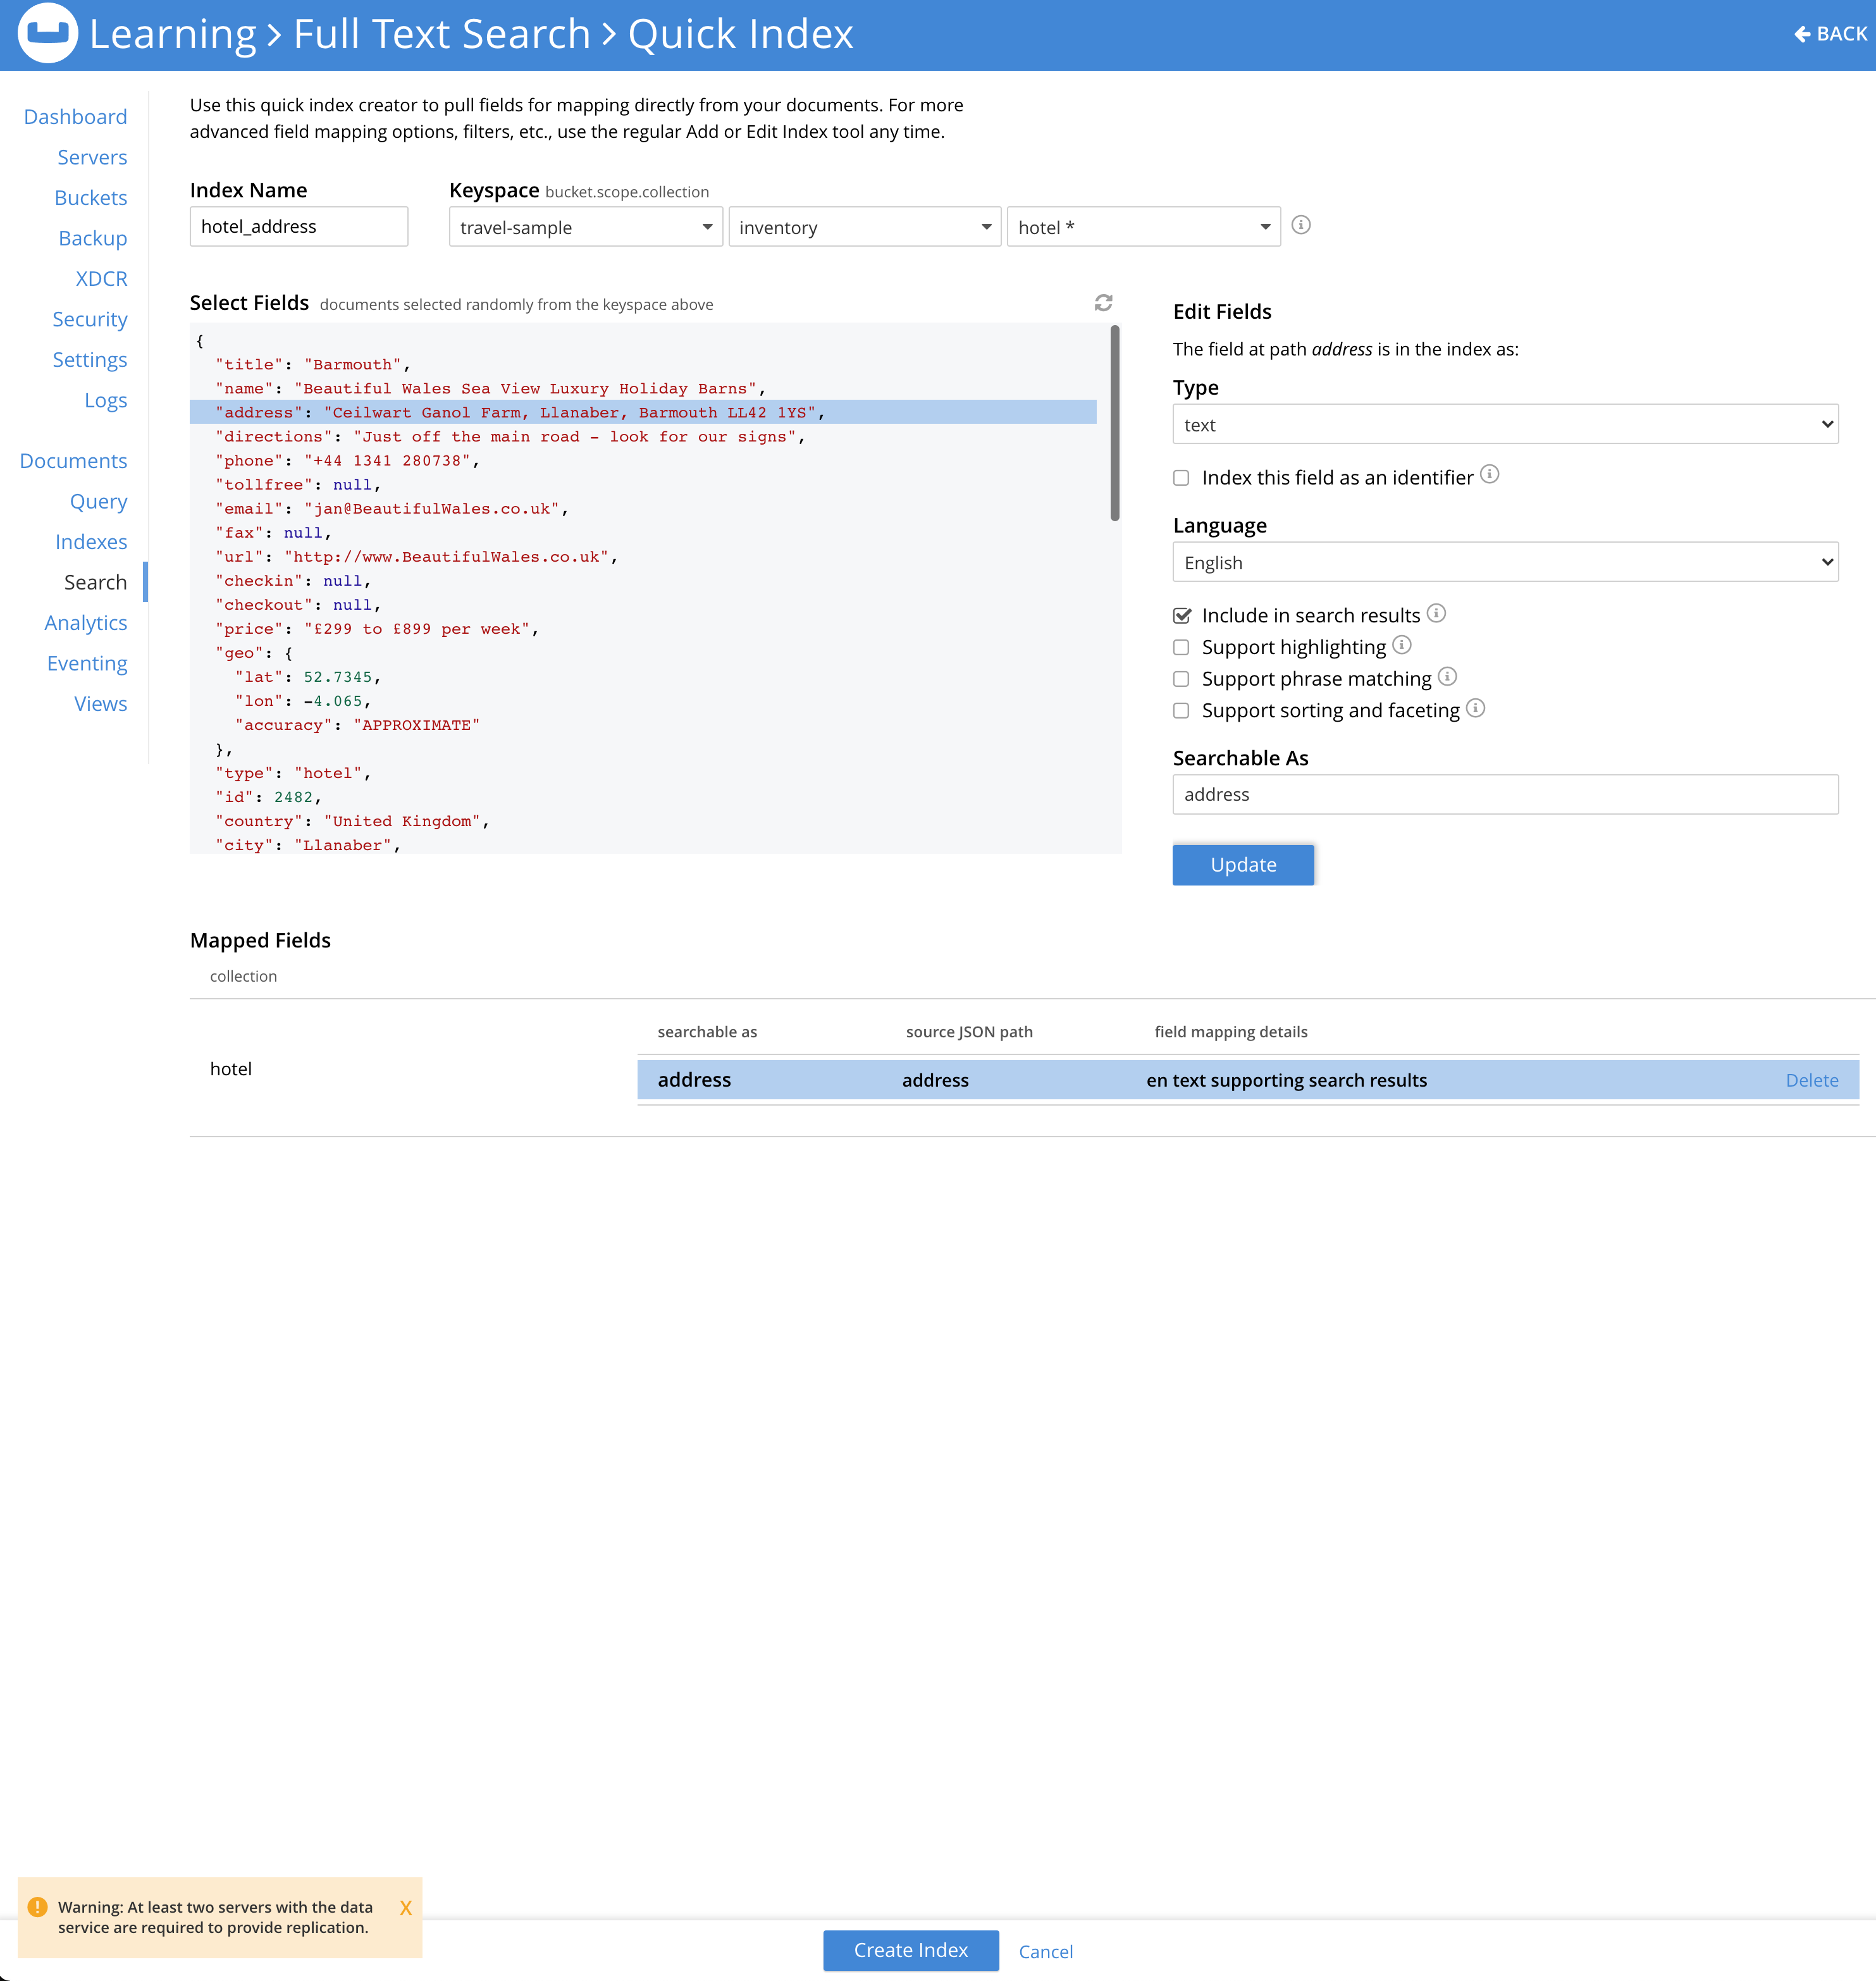 Learning > Full Text Search > Quick Index
BACK
Dashboard
Servers
Buckets
Backup
XDCR
Security
Settings
Logs
Documents
Query
Indexes
Search
Analytics
Eventing
Views
Use this quick index creator to pull fields for mapping directly from your documents. For more
advanced field mapping options, filters, etc., use the regular Add or Edit Index tool any time.
Index Name
hotel_address
Keyspace bucket.scope.collection
travel-sample
inventory
hotel *
Select Fields documents selected randomly from the keyspace above
{
"title": "Barmouth",
"name": "Beautiful Wales Sea View Luxury Holiday Barns",
"address": "Ceilwart Ganol Farm, Llanaber, Barmouth LL42 1YS",
"directions": "Just off the main road – look for our signs",
"phone": "+44 1341 280738",
"tollfree": null,
"email": "jan@BeautifulWales.co.uk",
"fax": null,
"url": "http://www.BeautifulWales.co.uk",
"checkin": null,
"checkout": null,
"price": "£299 to £899 per week",
"geo": {
"lat": 52.7345,
"lon": -4.065,
"accuracy": "APPROXIMATE"
},
"type": "hotel",
"id": 2482,
"country": "United Kingdom",
"city": "Llanaber",
Edit Fields
The field at path address is in the index as:
Type
text
Index this field as an identifier
Language
English
Include in search results
Support highlighting
Support phrase matching
Support sorting and faceting
Searchable As
address
Update
Mapped Fields
collection
searchable as source JSON path field mapping details
hotel
address address en text supporting search results Delete
Warning: At least two servers with the data X
service are required to provide replication.
Create Index Cancel